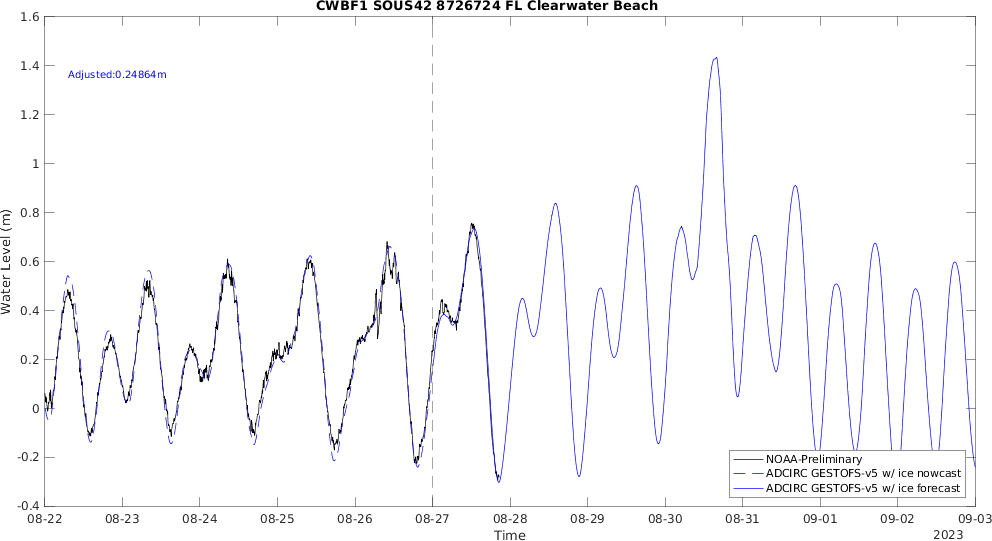 CWBF1 SOUS42 8726724 FL Clearwater Beach
1.6
1.4
1.2
1
0.8
0.6
0.4
0.2
0
-0.2
-0.4
Water Level (m)
Adjusted:0.24864m
NOAA-Preliminary
ADCIRC GESTOFS-v5 w/ ice nowcast
ADCIRC GESTOFS-v5 w/ ice forecast
08-22 08-23 08-24 08-25 08-26 08-27 08-28 08-29 08-30 08-31 09-01 09-02 09-03
Time
2023